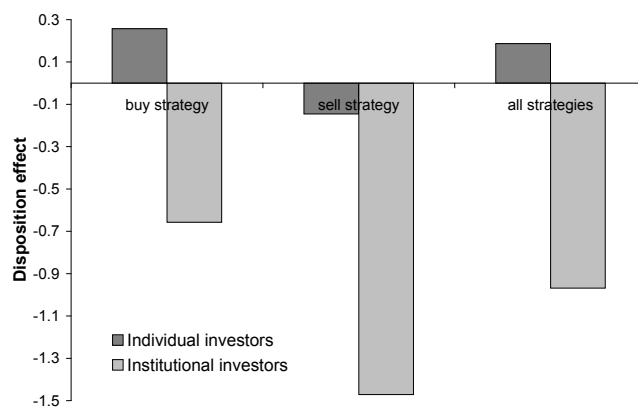 0.3
0.1
-0.1
-0.3
-0.5
-0.7
-0.9
-1.1
-1.3
-1.5
Disposition effect
buy strategy
sell strategy
all strategies
Individual investors
Institutional investors